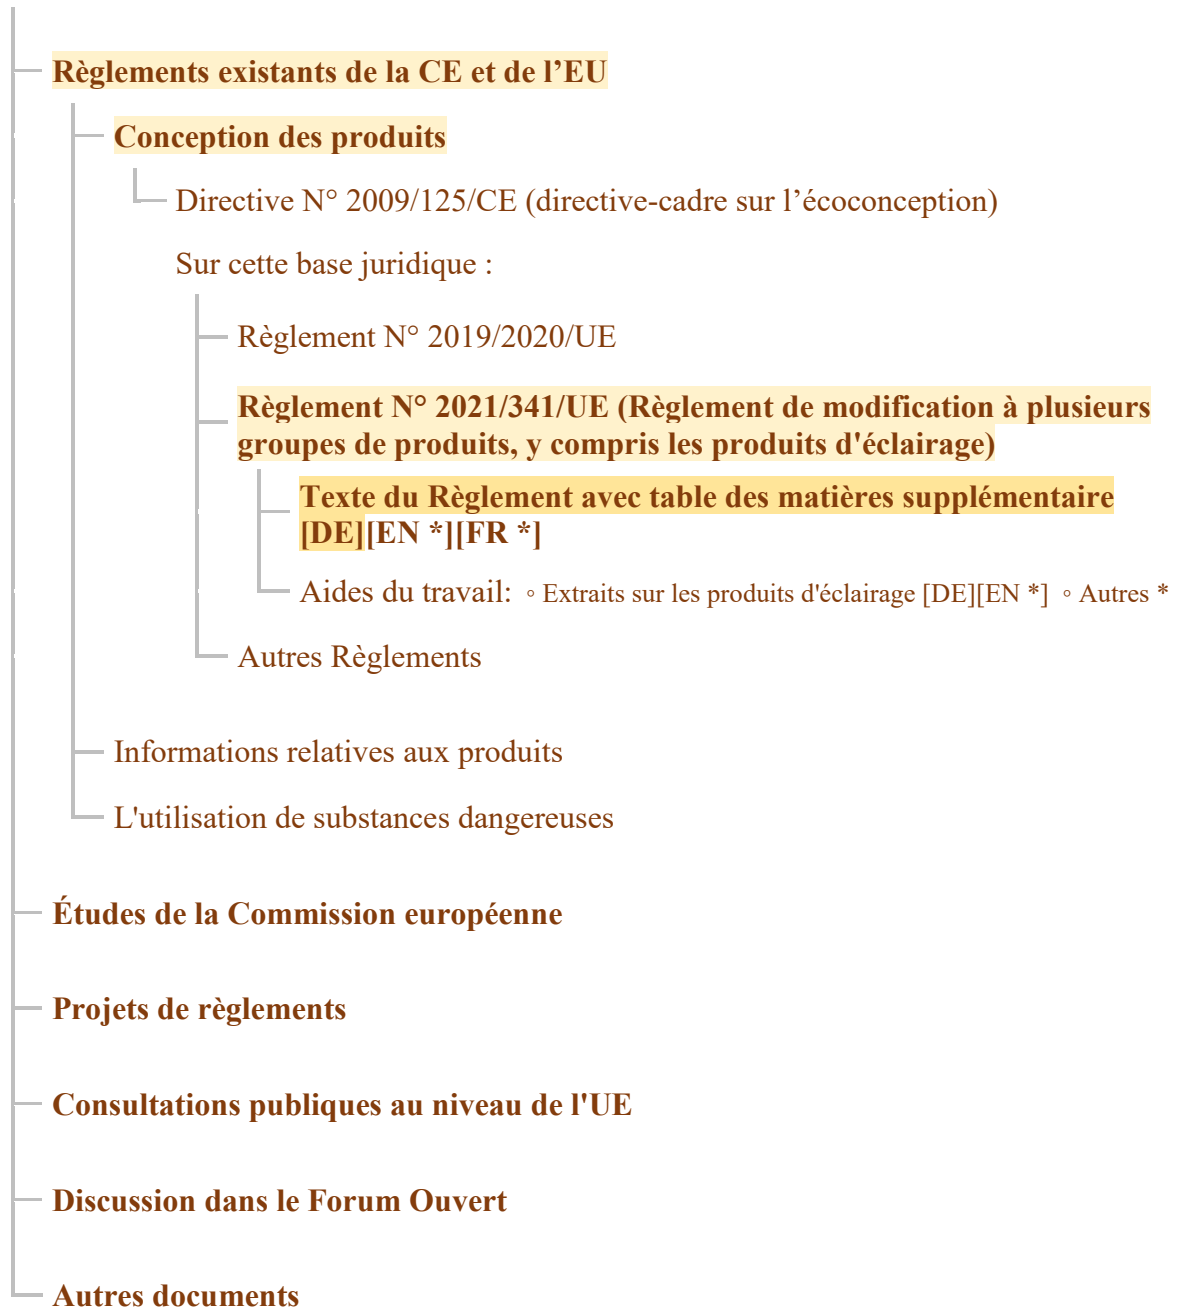 Règlements existants de la CE et de l’EU
Conception des produits
Directive N° 2009/125/CE (directive-cadre sur l’écoconception)
Sur cette base juridique :
Règlement N° 2019/2020/UE
Règlement N° 2021/341/UE (Règlement de modification à plusieurs
groupes de produits, y compris les produits d'éclairage)
Texte du Règlement avec table des matières supplémentaire
[DE][EN *][FR *]
Aides du travail: ◦ Extraits sur les produits d'éclairage [DE][EN *] ◦ Autres *
Autres Règlements
Informations relatives aux produits
L'utilisation de substances dangereuses
Études de la Commission européenne
Projets de règlements
Consultations publiques au niveau de l'UE
Discussion dans le Forum Ouvert
Autres documents